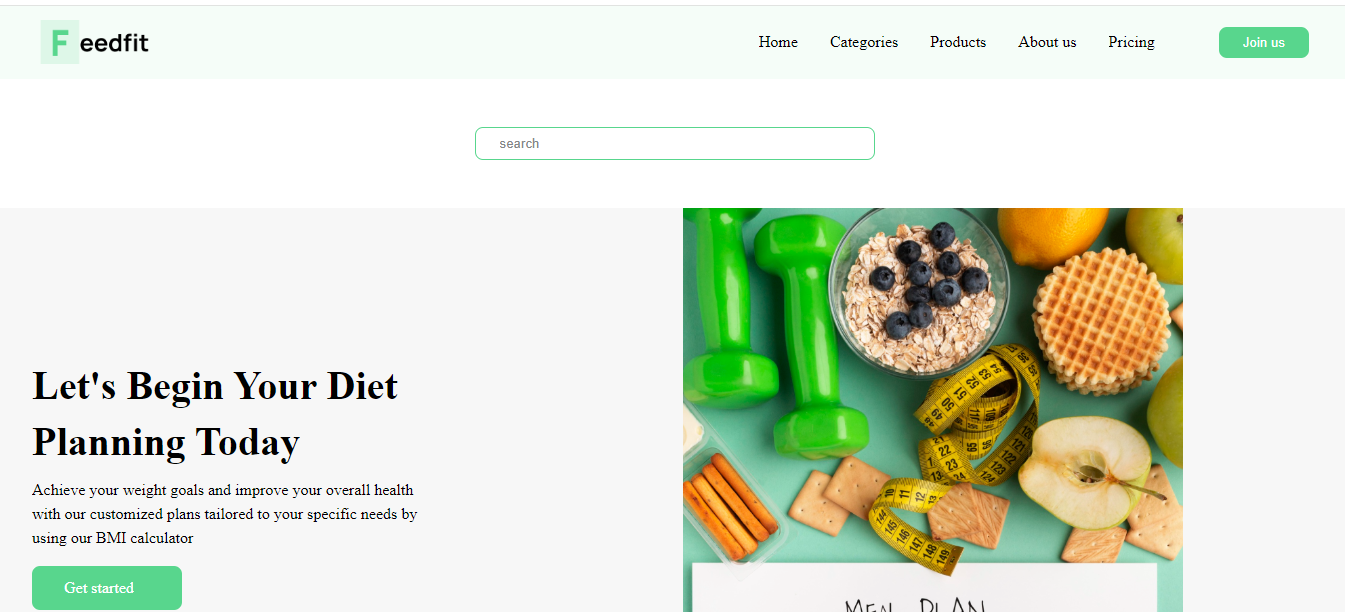 Feedfit
Home Categories Products About us Pricing Join us
search
Let's Begin Your Diet
Planning Today
Achieve your weight goals and improve your overall health
with our customized plans tailored to your specific needs by
using our BMI calculator
Get started
MEAL PLAN